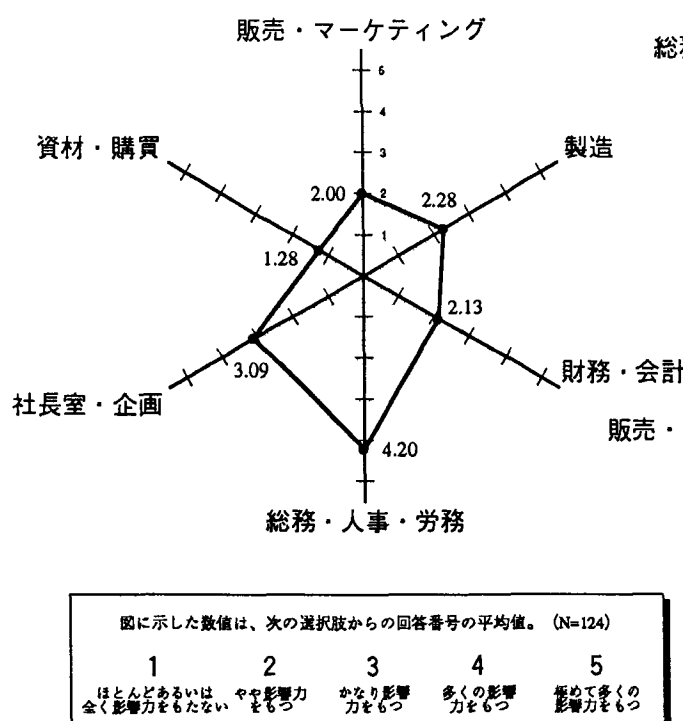 販売・マーケティング
総務
6
4
3
2
1
資材・購買
製造
2.00
2.28
1.28
2.13
3.09
財務・会計
社長室・企画
販売・
4.20
総務・人事・労務
図に示した数値は、次の選択肢からの回答番号の平均値。 (N=124)
1 2 3 4 5
ほとんどあるいは やや影響力 かなり影響 多くの影響 極めて多くの
全く影響力をもたない をもつ 力をもつ 力をもつ 影響力をもつ